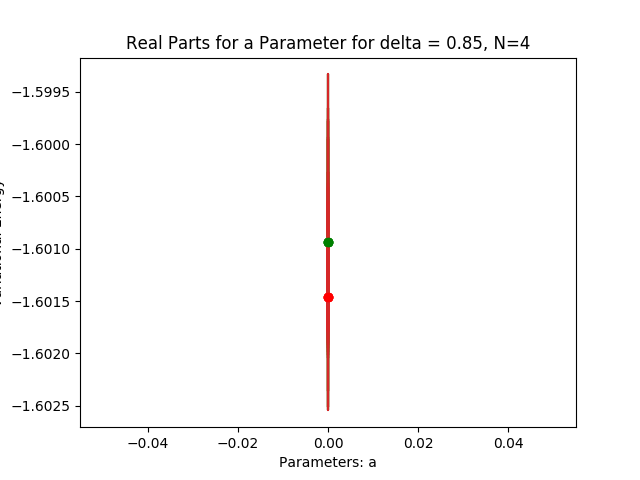 Real Parts for a Parameter for delta = 0.85, N=4
−1.5995
−1.6000
−1.6005
−1.6010
−1.6015
−1.6020
−1.6025
−0.04 −0.02 0.00 0.02 0.04
Parameters: a